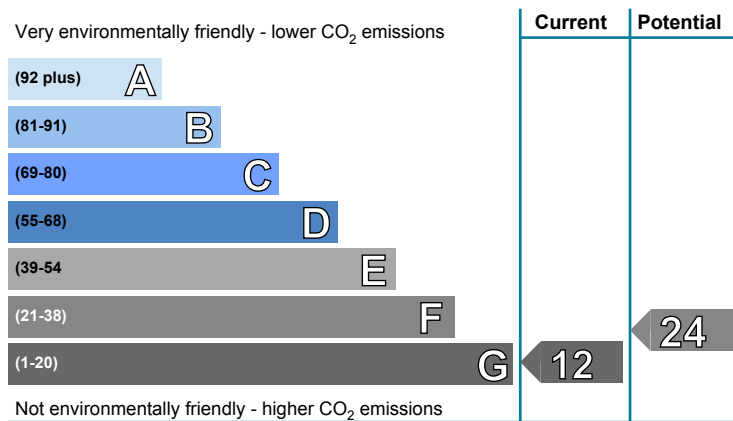 Current Potential
Very environmentally friendly - lower CO2 emissions
(92 plus) A
(81-91) B
(69-80) C
(55-68) D
(39-54 E
(21-38) F
24
(1-20) G 12
Not environmentally friendly - higher CO2 emissions